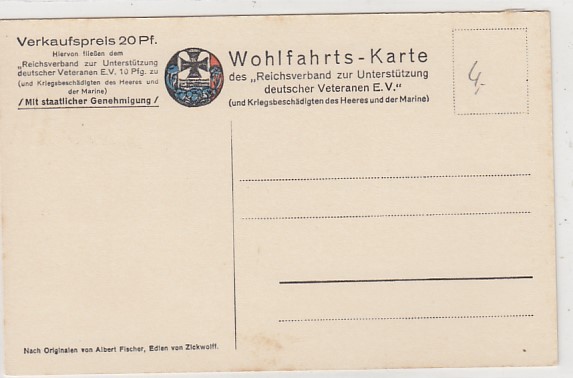 Verkaufspreis 20 Pf.
Hiervon fließen dem
„Reichsverband zur Unterstützung
deutscher Veteranen E.V. 10 Pfg. zu
(und Kriegsbeschädigten des Heeres und
der Marine)
/ Mit staatlicher Genehmigung /
Wohlfahrts-Karte
des „Reichsverband zur Unterstützung
deutscher Veteranen E.V.“
(und Kriegsbeschädigten des Heeres und der Marine)
4,-
Nach Originalen von Albert Fischer, Edlen von Zickwolff.